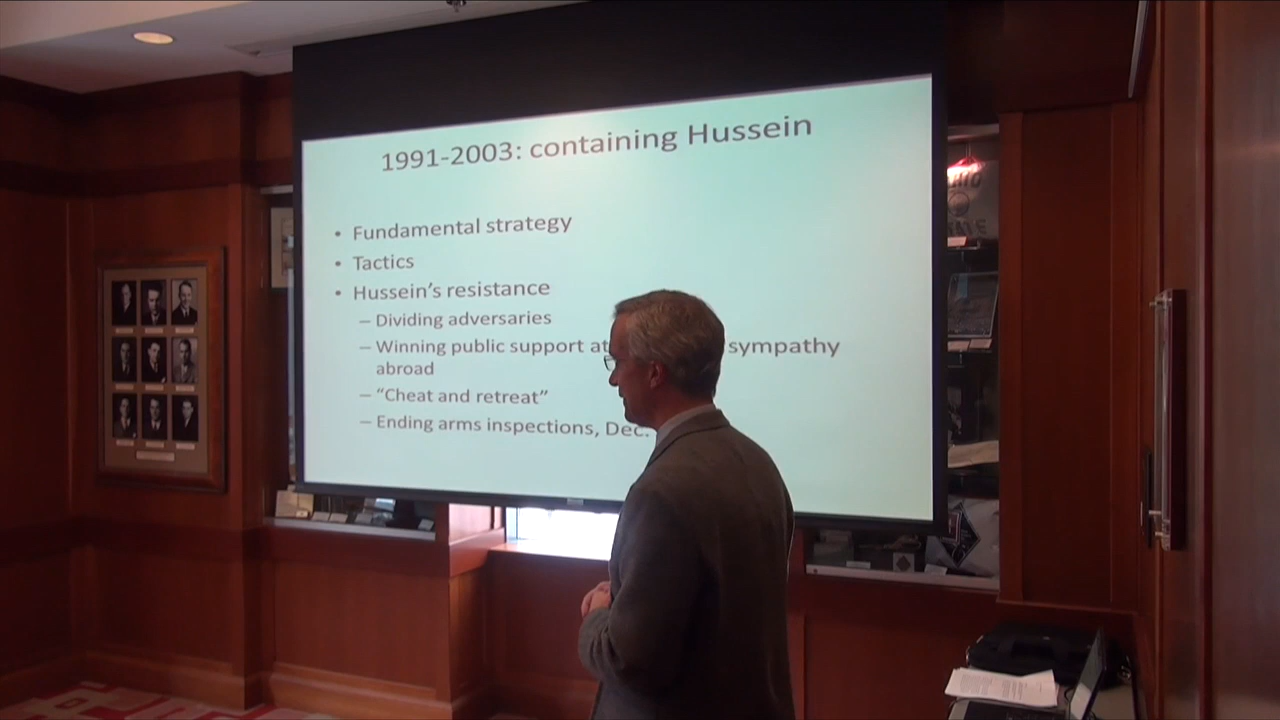 1991-2003: containing Hussein
• Fundamental strategy
• Tactics
• Hussein's resistance
– Dividing adversaries
– Winning public support at sympathy
abroad
– "Cheat and retreat"
– Ending arms inspections, Dec.